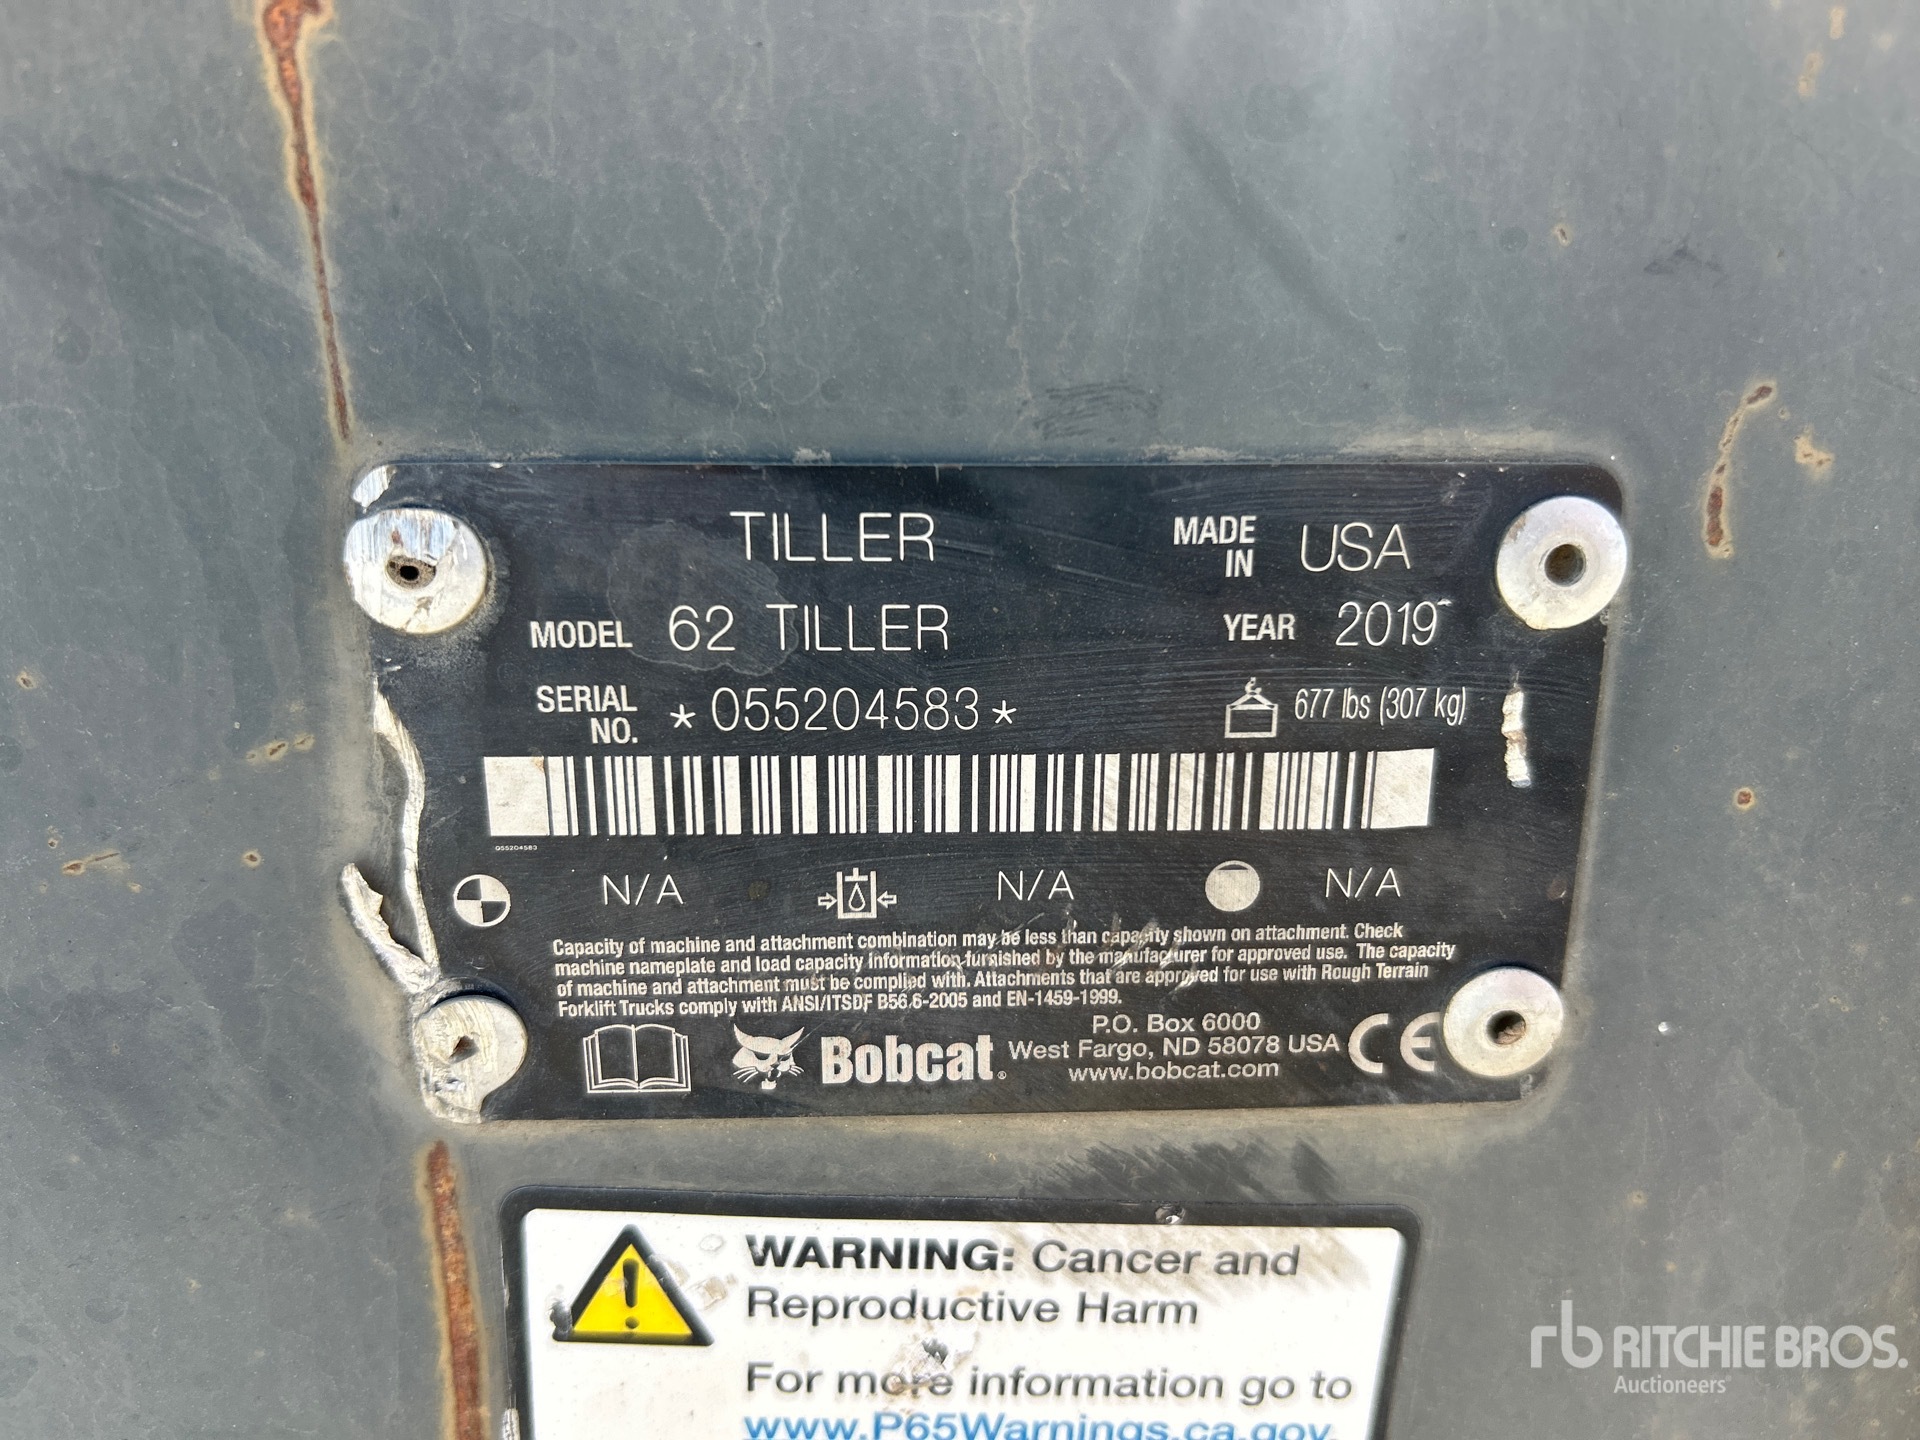 TILLER
MADE IN USA
MODEL 62 TILLER
YEAR 2019
SERIAL NO. *055204583*
677 lbs (307 kg)
055204583
N/A N/A N/A
Capacity of machine and attachment combination may be less than capacity shown on attachment. Check
machine nameplate and load capacity information furnished by the manufacturer for approved use. The capacity
of machine and attachment must be complied with. Attachments that are approved for use with Rough Terrain
Forklift Trucks comply with ANSI/ITSDF B56.6-2005 and EN-1459-1999.
Bobcat®
P.O. Box 6000
West Fargo, ND 58078 USA
www.bobcat.com
CE
WARNING: Cancer and
Reproductive Harm
For more information go to
www.P65Warnings.ca.gov.
rb RITCHIE BROS.
Auctioneers